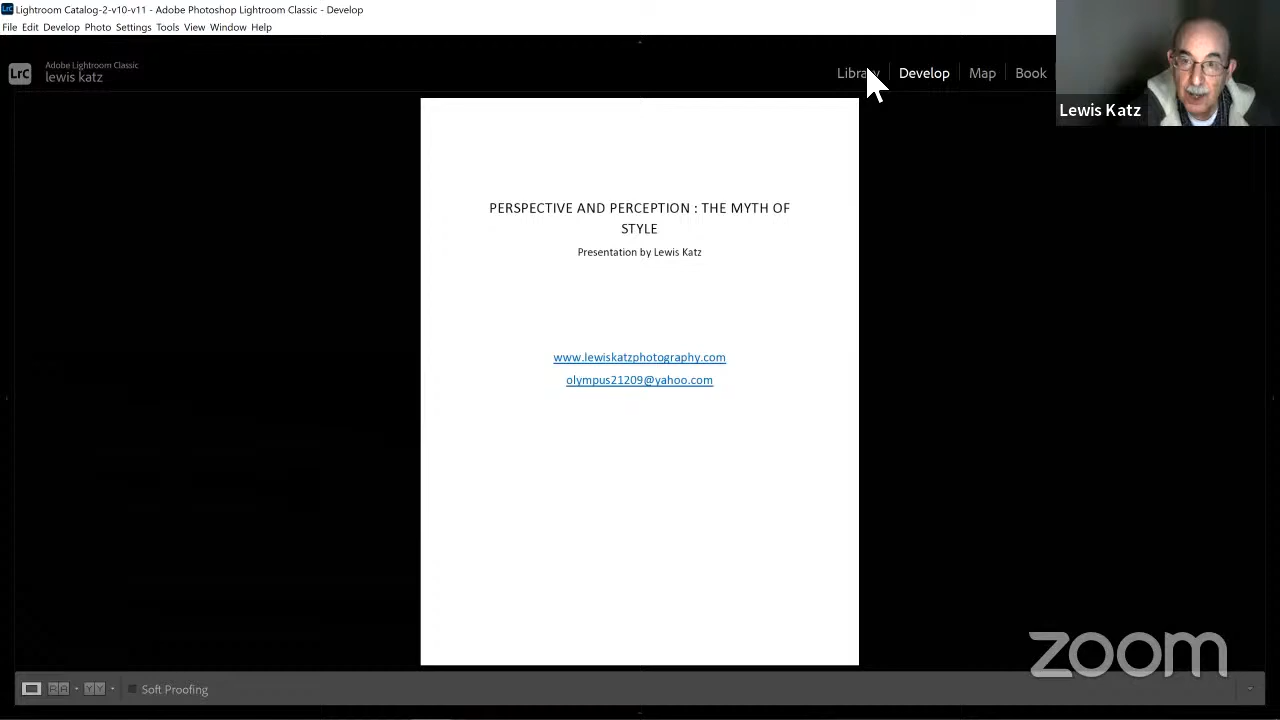 Lightroom Catalog-2-v10-v11 - Adobe Photoshop Lightroom Classic - Develop
File Edit Develop Photo Settings Tools View Window Help
LrC
Adobe Lightroom Classic
lewis katz
Library Develop Map Book
Lewis Katz
PERSPECTIVE AND PERCEPTION : THE MYTH OF
STYLE
Presentation by Lewis Katz
www.lewiskatzphotography.com
olympus21209@yahoo.com
zoom
Soft Proofing